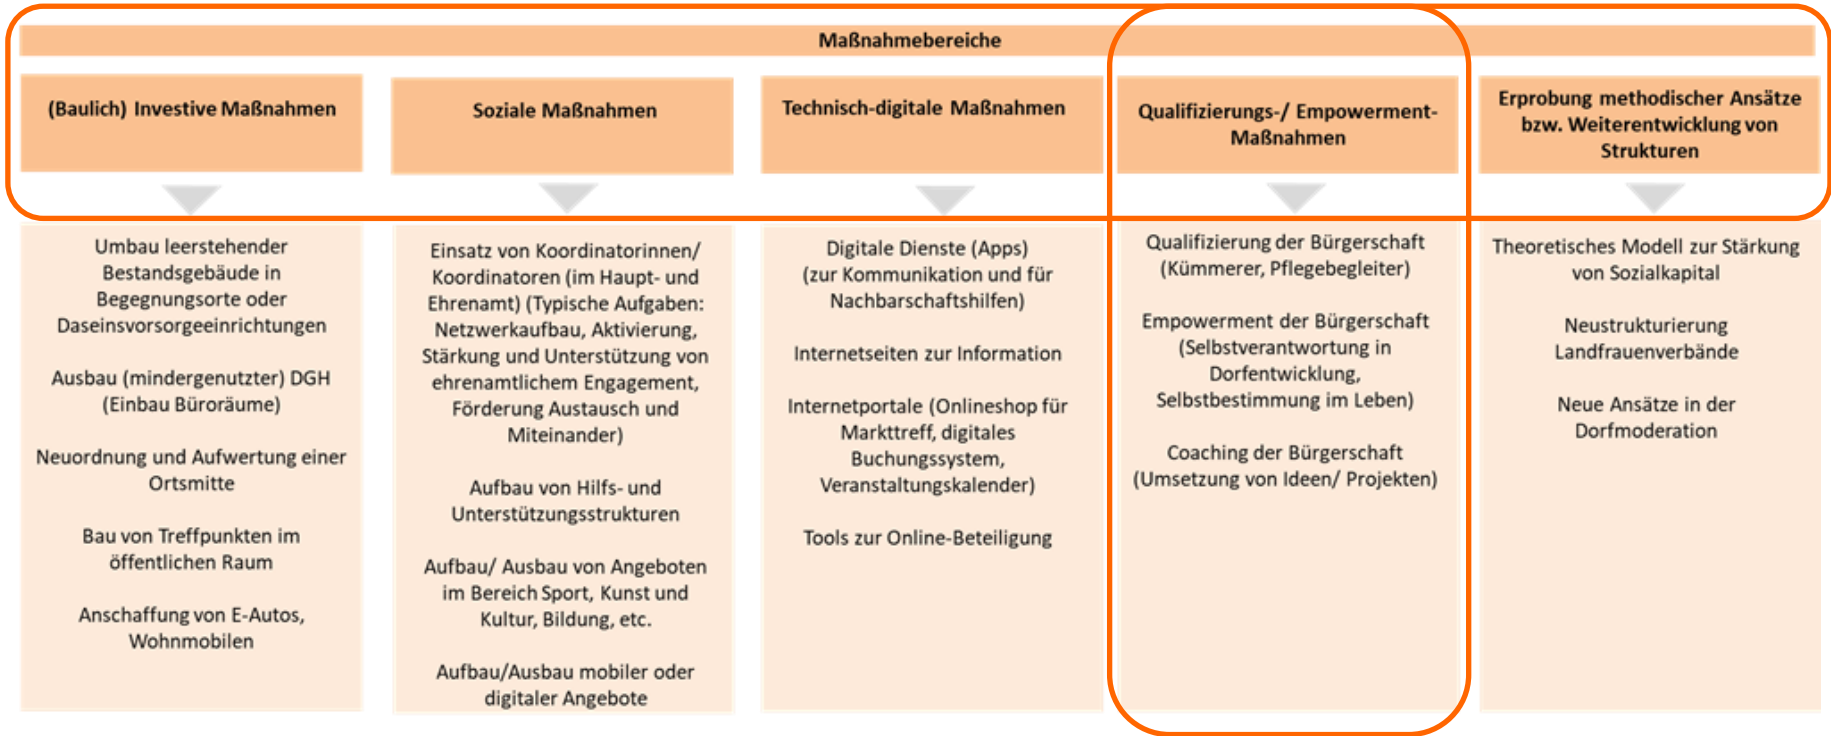 Maßnahmebereiche
(Baulich) Investive Maßnahmen
Umbau leerstehender
Bestandsgebäude in
Begegnungsorte oder
Daseinsvorsorgeeinrichtungen
Ausbau (mindergenutzter) DGH
(Einbau Büroräume)
Neuordnung und Aufwertung einer
Ortsmitte
Bau von Treffpunkten im
öffentlichen Raum
Anschaffung von E-Autos,
Wohnmobilen
Soziale Maßnahmen
Einsatz von Koordinatorinnen/
Koordinatoren (im Haupt- und
Ehrenamt) (Typische Aufgaben:
Netzwerkaufbau, Aktivierung,
Stärkung und Unterstützung von
ehrenamtlichem Engagement,
Förderung Austausch und
Miteinander)
Aufbau von Hilfs- und
Unterstützungsstrukturen
Aufbau/ Ausbau von Angeboten
im Bereich Sport, Kunst und
Kultur, Bildung, etc.
Aufbau/Ausbau mobiler oder
digitaler Angebote
Technisch-digitale Maßnahmen
Digitale Dienste (Apps)
(zur Kommunikation und für
Nachbarschaftshilfen)
Internetseiten zur Information
Internetportale (Onlineshop für
Markttreff, digitales
Buchungssystem,
Veranstaltungskalender)
Tools zur Online-Beteiligung
Qualifizierungs-/ Empowerment-
Maßnahmen
Qualifizierung der Bürgerschaft
(Kümmerer, Pflegebegleiter)
Empowerment der Bürgerschaft
(Selbstverantwortung in
Dorfentwicklung,
Selbstbestimmung im Leben)
Coaching der Bürgerschaft
(Umsetzung von Ideen/ Projekten)
Erprobung methodischer Ansätze
bzw. Weiterentwicklung von
Strukturen
Theoretisches Modell zur Stärkung
von Sozialkapital
Neustrukturierung
Landfrauenverbände
Neue Ansätze in der
Dorfmoderation